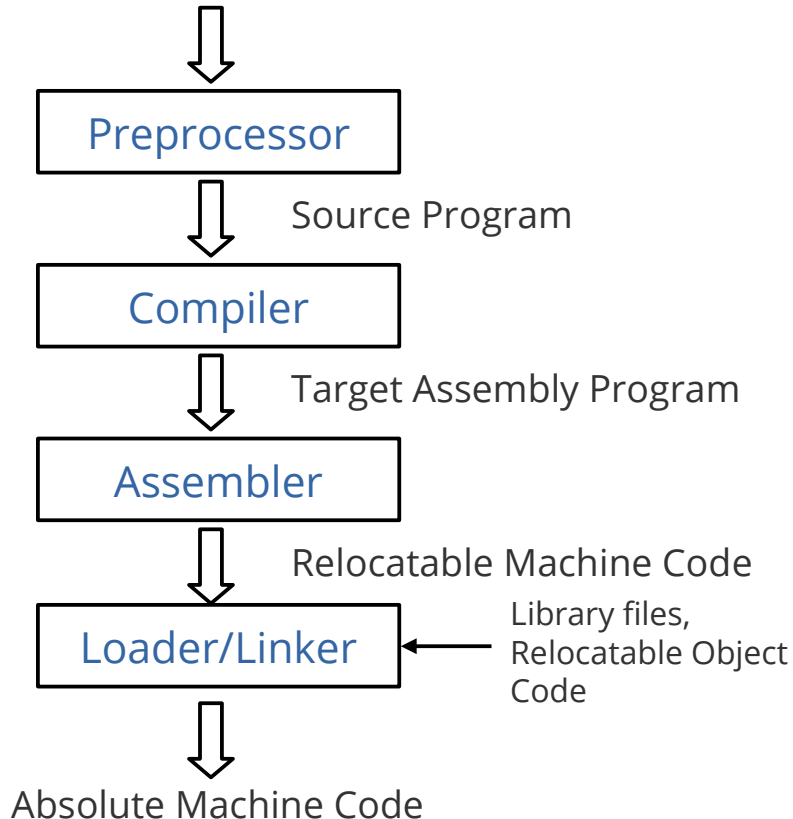 Preprocessor
Source Program
Compiler
Target Assembly Program
Assembler
Relocatable Machine Code
Loader/Linker
Library files,
Relocatable Object
Code
Absolute Machine Code